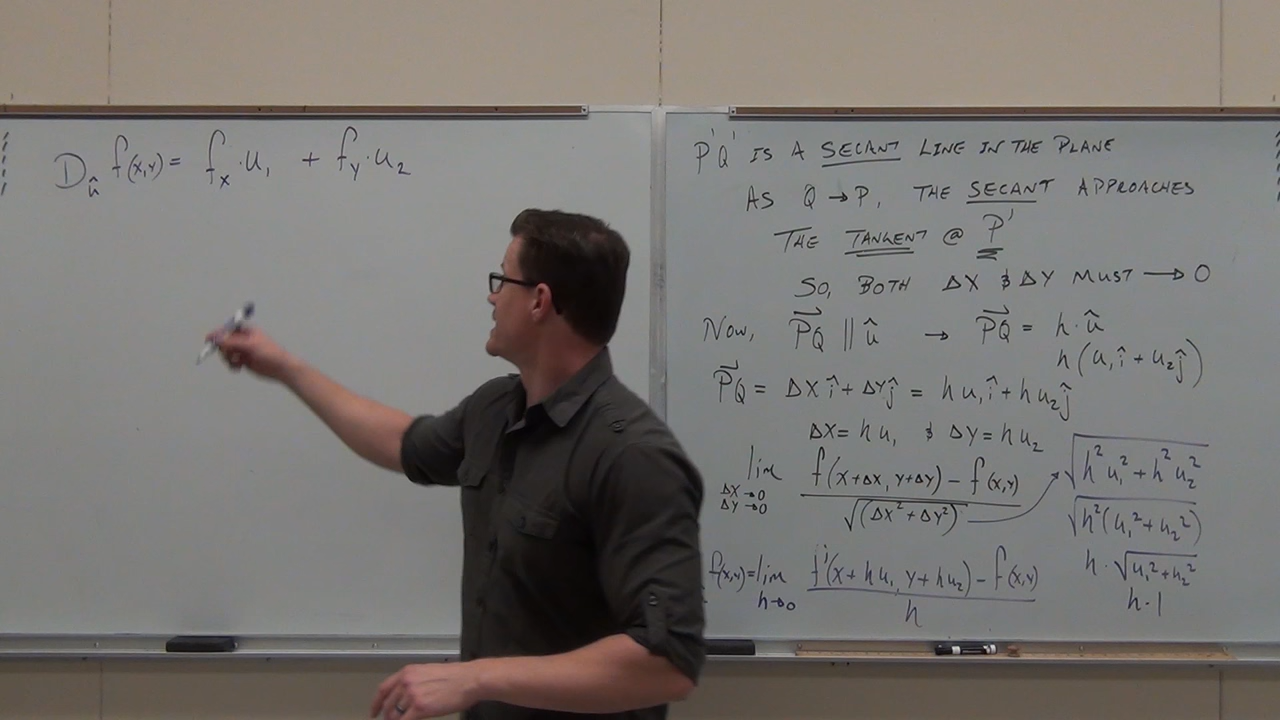 D_û f(x,y) = f_x · u₁ + f_y · u₂
P'Q' IS A SECANT LINE IN THE PLANE
AS Q → P, THE SECANT APPROACHES
THE TANGENT @ P'
SO, BOTH ΔX & ΔY MUST → 0
NOW, PQ⃗ || û → PQ⃗ = h · û
h(u₁î + u₂ĵ)
PQ⃗ = ΔX î + ΔY ĵ = h u₁î + h u₂ĵ
ΔX = h u₁ & ΔY = h u₂
lim ΔX→0 ΔY→0 (f(x+Δx, y+Δy) − f(x,y)) / √(ΔX² + ΔY²)
√(h²u₁² + h²u₂²)
√(h²(u₁² + u₂²))
h · √(u₁² + u₂²)
h · 1
f(x,y) = lim h→0 (f(x + hu₁, y + hu₂) − f(x,y)) / h